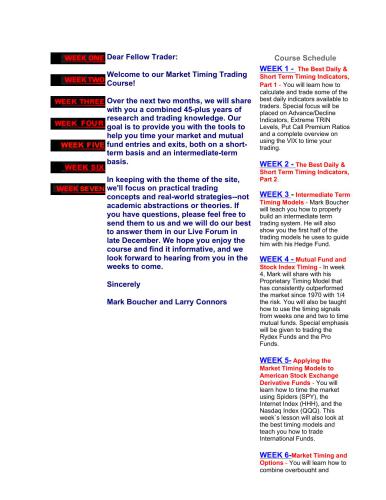 WEEK ONE
WEEK TWO
WEEK THREE
WEEK FOUR
WEEK FIVE
WEEK SIX
WEEK SEVEN
Dear Fellow Trader:
Welcome to our Market Timing Trading
Course!
Over the next two months, we will share
with you a combined 45-plus years of
research and trading knowledge. Our
goal is to provide you with the tools to
help you time your market and mutual
fund entries and exits, both on a short-
term basis and an intermediate-term
basis.
In keeping with the theme of the site,
we'll focus on practical trading
concepts and real-world strategies--not
academic abstractions or theories. If
you have questions, please feel free to
send them to us and we will do our best
to answer them in our Live Forum in
late December. We hope you enjoy the
course and find it informative, and we
look forward to hearing from you in the
weeks to come.
Sincerely
Mark Boucher and Larry Connors
Course Schedule
WEEK 1 - The Best Daily &
Short Term Timing Indicators,
Part 1 - You will learn how to
calculate and trade some of the
best daily indicators available to
traders. Special focus will be
placed on Advance/Decline
Indicators, Extreme TRIN
Levels, Put Call Premium Ratios
and a complete overview on
using the VIX to time your
trading.
WEEK 2 - The Best Daily &
Short Term Timing Indicators,
Part 2
WEEK 3 - Intermediate Term
Timing Models - Mark Boucher
will teach you how to properly
build an intermediate term
trading system. He will also
show you the first half of the
trading models he uses to guide
him with his Hedge Fund.
WEEK 4 - Mutual Fund and
Stock Index Timing - In week
4, Mark will share with his
Proprietary Timing Model that
has consistently outperformed
the market since 1970 with 1/4
the risk. You will also be taught
how to use the timing signals
from weeks one and two to time
mutual funds. Special emphasis
will be given to trading the
Rydex Funds and the Pro
Funds.
WEEK 5- Applying the
Market Timing Models to
American Stock Exchange
Derivative Funds - You will
learn how to time the market
using Spiders (SPY), the
Internet Index (HHH), and the
Nasdaq Index (QQQ). This
week`s lesson will also look at
the best timing models and
teach you how to trade
International Funds.
WEEK 6-Market Timing and
Options - You will learn how to
combine overbought and